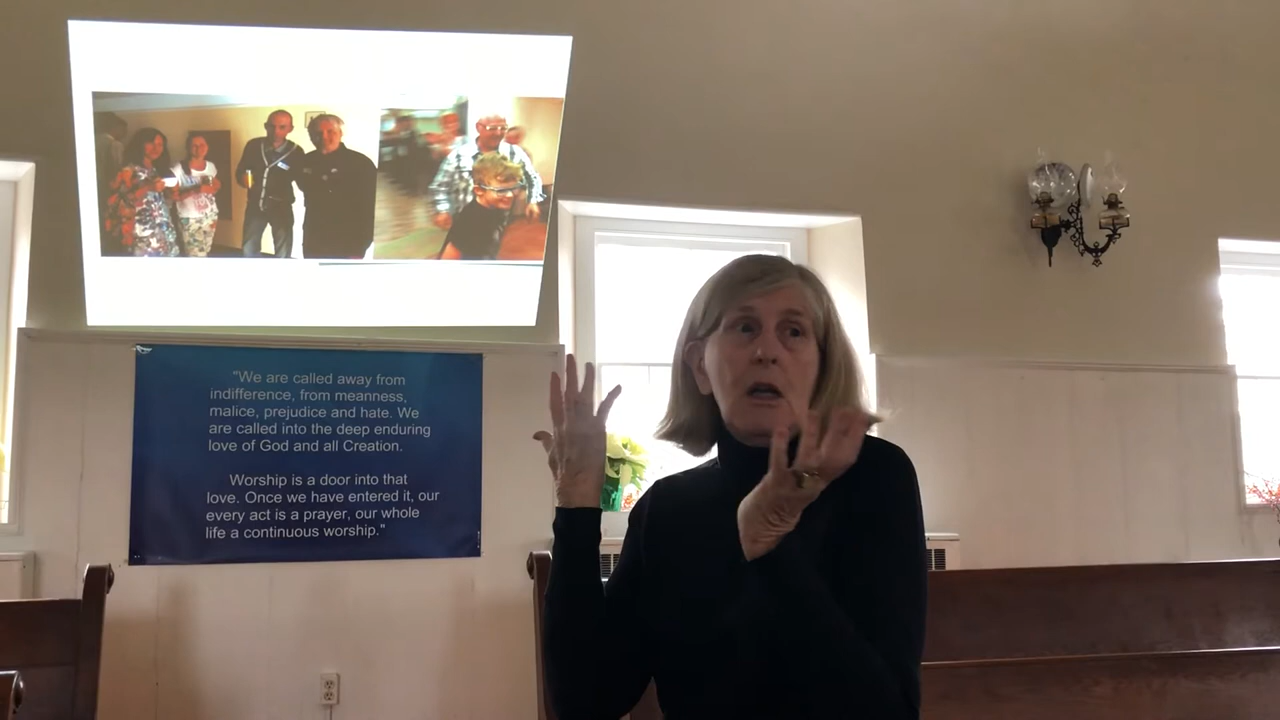 "We are called away from
indifference, from meanness,
malice, prejudice and hate. We
are called into the deep enduring
love of God and all Creation.
Worship is a door into that
love. Once we have entered it, our
every act is a prayer, our whole
life a continuous worship."